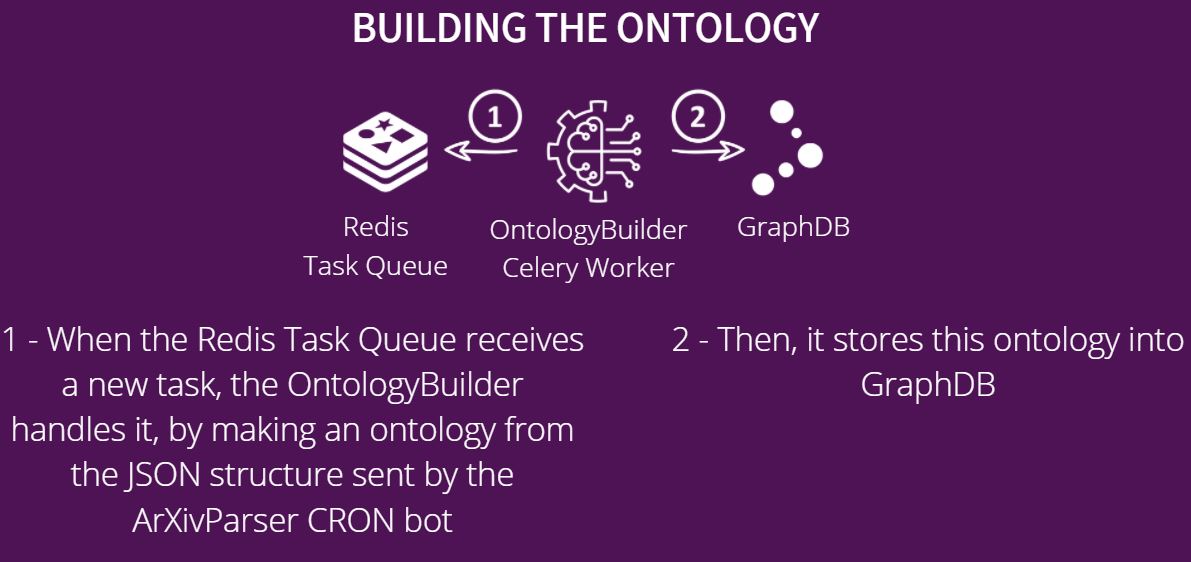 BUILDING THE ONTOLOGY
1
2
Redis
Task Queue
OntologyBuilder
Celery Worker
GraphDB
1 - When the Redis Task Queue receives
a new task, the OntologyBuilder
handles it, by making an ontology from
the JSON structure sent by the
ArXivParser CRON bot
2 - Then, it stores this ontology into
GraphDB